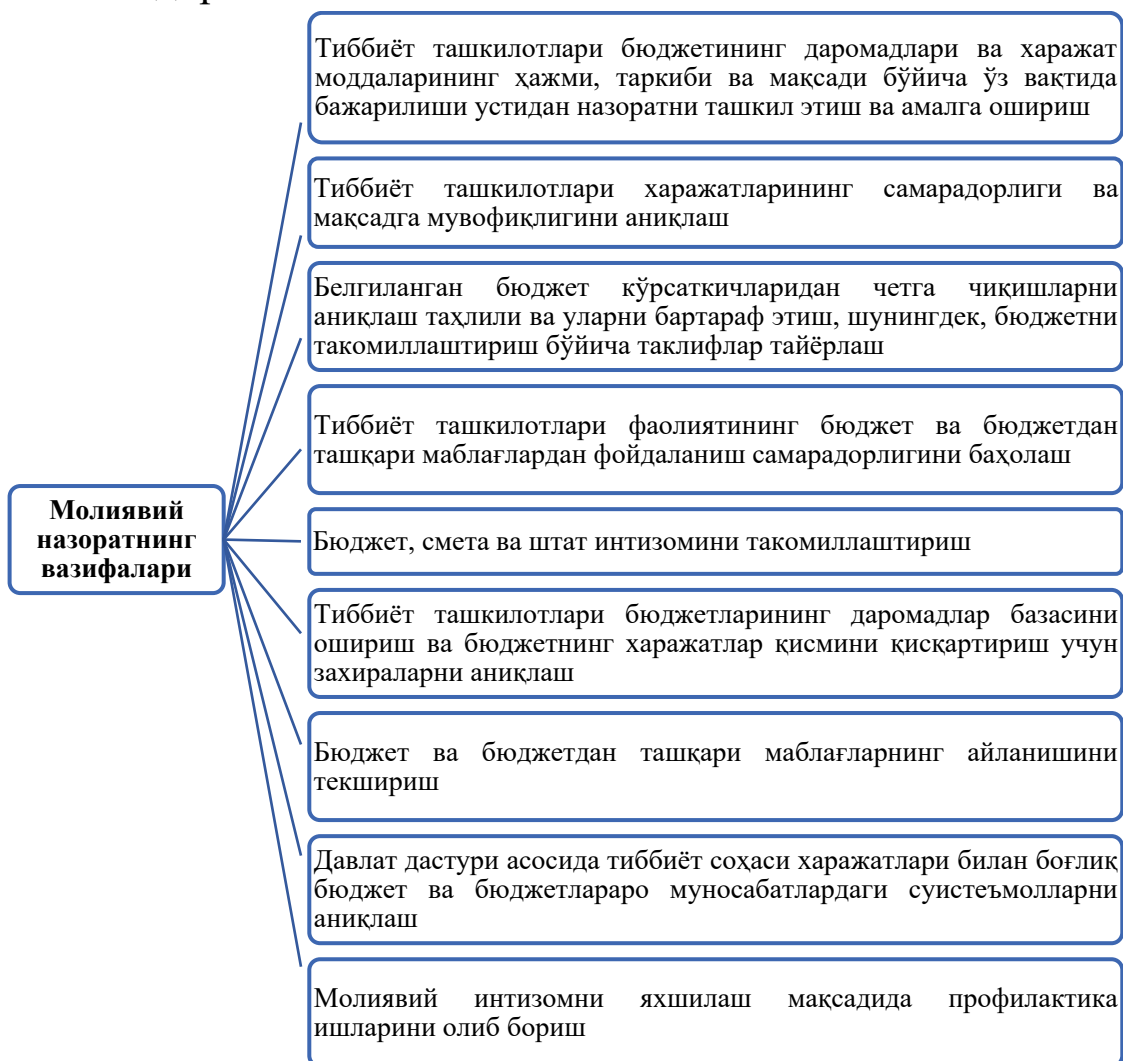 Тиббиёт ташкилотлари бюджетининг даромадлари ва харажат
моддаларининг ҳажми, таркиби ва мақсади бўйича ўз вақтида
бажарилиши устидан назоратни ташкил этиш ва амалга ошириш
Тиббиёт ташкилотлари харажатларининг самарадорлиги ва
мақсадга мувофиқлигини аниқлаш
Белгиланган бюджет кўрсаткичларидан четга чиқишларни
аниқлаш таҳлили ва уларни бартараф этиш, шунингдек, бюджетни
такомиллаштириш бўйича таклифлар тайёрлаш
Тиббиёт ташкилотлари фаолиятининг бюджет ва бюджетдан
ташқари маблағлардан фойдаланиш самарадорлигини баҳолаш
Молиявий
назоратнинг
вазифалари
Бюджет, смета ва штат интизомини такомиллаштириш
Тиббиёт ташкилотлари бюджетларининг даромадлар базасини
ошириш ва бюджетнинг харажатлар қисмини қисқартириш учун
захираларни аниқлаш
Бюджет ва бюджетдан ташқари маблағларнинг айланишини
текшириш
Давлат дастури асосида тиббиёт соҳаси харажатлари билан боғлиқ
бюджет ва бюджетлараро муносабатлардаги суистеъмолларни
аниқлаш
Молиявий интизомни яхшилаш мақсадида профилактика
ишларини олиб бориш